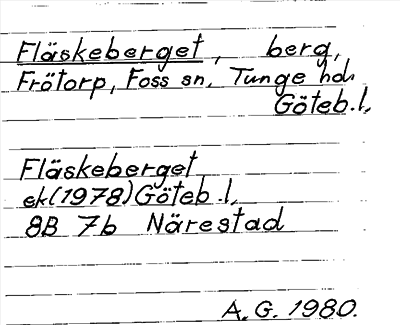 Fläskeberget, berg,
Frötorp, Foss sn, Tunge hd.
Göteb.l.
Fläskeberget
ek(1978)Göteb.l.
8B 7b Närestad
A.G. 1980.